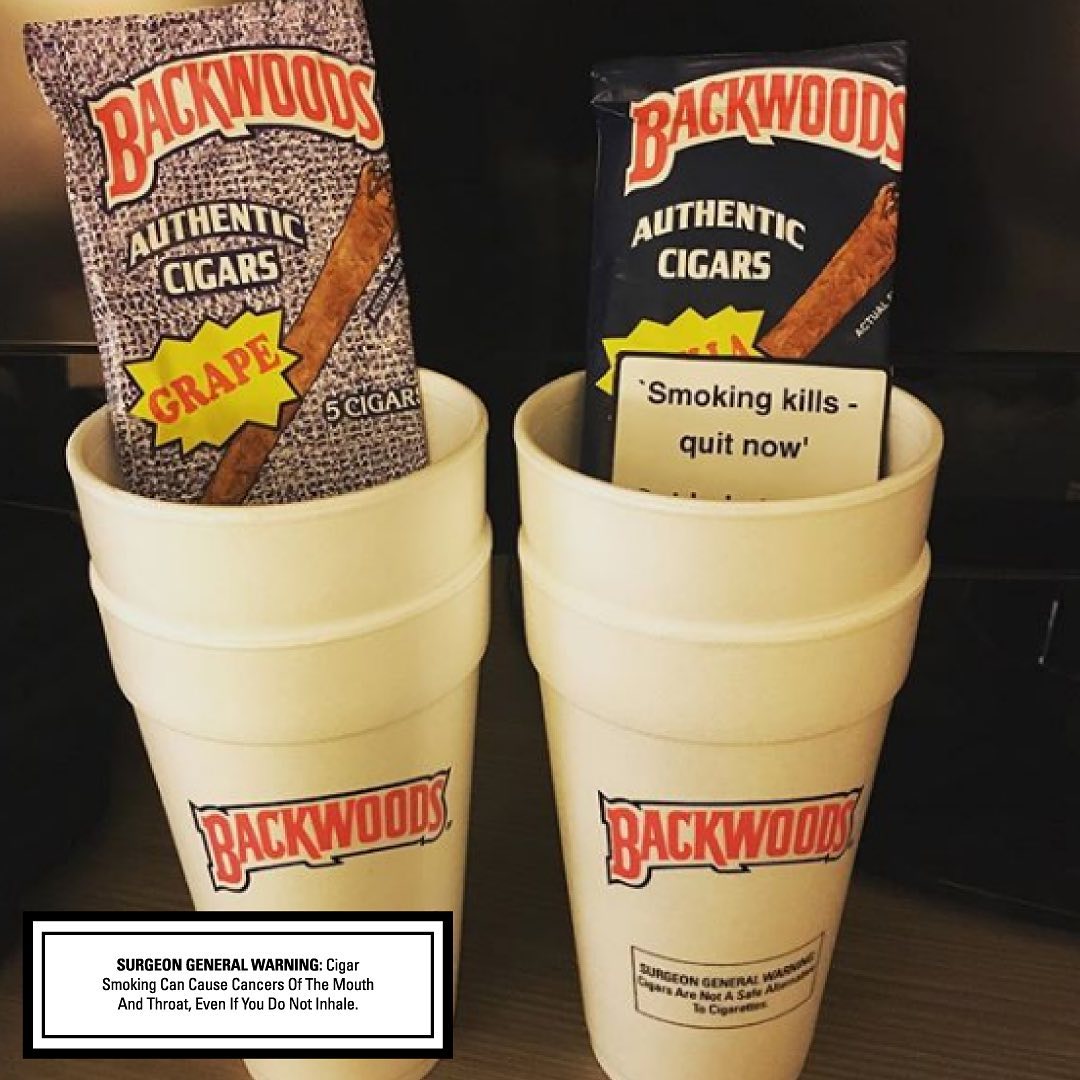 BACKWOODS
AUTHENTIC
CIGARS
GRAPE
5 CIGARS
BACKWOODS
AUTHENTIC
CIGARS
ACTUAL
'Smoking kills -
quit now'
BACKWOODS
BACKWOODS
SURGEON GENERAL WARNING:
Cigars Are Not A Safe Alternative
To Cigarettes.
SURGEON GENERAL WARNING: Cigar
Smoking Can Cause Cancers Of The Mouth
And Throat, Even If You Do Not Inhale.